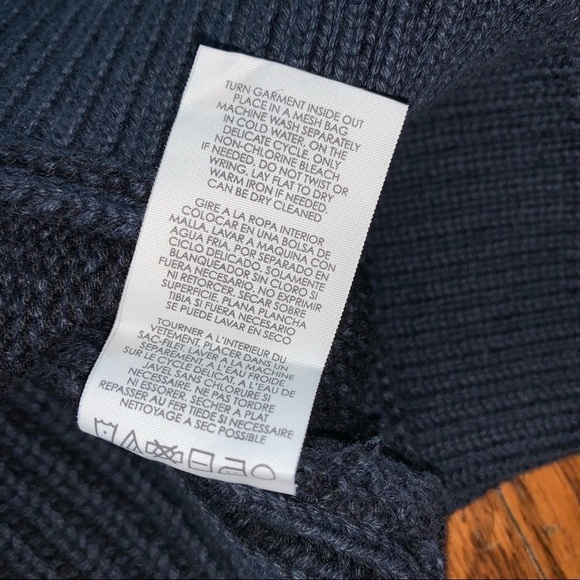 TURN GARMENT INSIDE OUT
PLACE IN A MESH BAG
MACHINE WASH SEPARATELY
IN COLD WATER, ON THE
DELICATE CYCLE. ONLY
NON-CHLORINE BLEACH
IF NEEDED. DO NOT TWIST OR
WRING. LAY FLAT TO DRY
WARM IRON IF NEEDED.
CAN BE DRY CLEANED
GIRE A LA ROPA INTERIOR
COLOCAR EN UNA BOLSA DE
MALLA. LAVAR A MAQUINA CON
AGUA FRIA, POR SEPARADO EN
CICLO DELICADO. SOLAMENTE
BLANQUEADOR SIN CLORO SI
FUERA NECESARIO. NO EXPRIMIR
NI RETORCER. SECAR SOBRE
SUPERFICIE. PLANA PLANCHA
TIBIA SI FUERA NECESARIO
SE PUEDE LAVAR EN SECO
TOURNER A L'INTERIEUR DU
VETEMENT. PLACER DANS UN
SAC-FILET. LAVER A LA MACHINE
SEPAREMENT A L'EAU FROIDE
SUR LE CYCLE DELICAT. A L'EAU DE
JAVEL SANS CHLORURE SI
NECESSAIRE. NE PAS TORDRE
NI ESSORER. SECHER A PLAT
REPASSER AU FER TIEDE SI NECESSAIRE
NETTOYAGE A SEC POSSIBLE